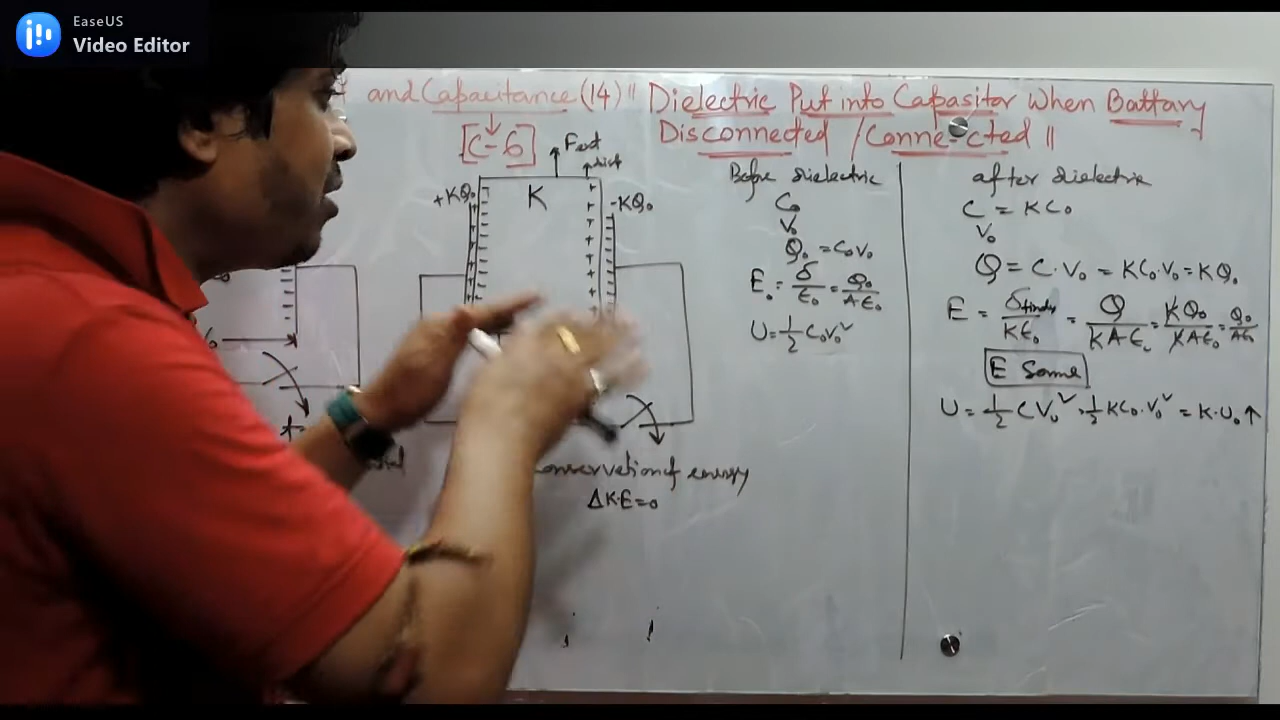 EaseUS
Video Editor
and Capacitance (14) || Dielectric Put into Capasitor When Battary
Disconnected / Connected ||
[C-6]
Fext
K
+KQ₀
-KQ₀
Before dielectric
C₀
V₀
Q₀ = C₀V₀
E₀ = σ/ε₀ = Q₀/Aε₀
U = 1/2 C₀V₀²
after dielectric
C = KC₀
V₀
Q = C·V₀ = KC₀·V₀ = KQ₀
E = /Kε₀ = Q/KAε₀ = KQ₀/KAε₀ = Q₀/Aε₀
E Same
U = 1/2 CV₀² = 1/2 KC₀·V₀² = K·U₀↑
conservation of energy
ΔK·E = 0